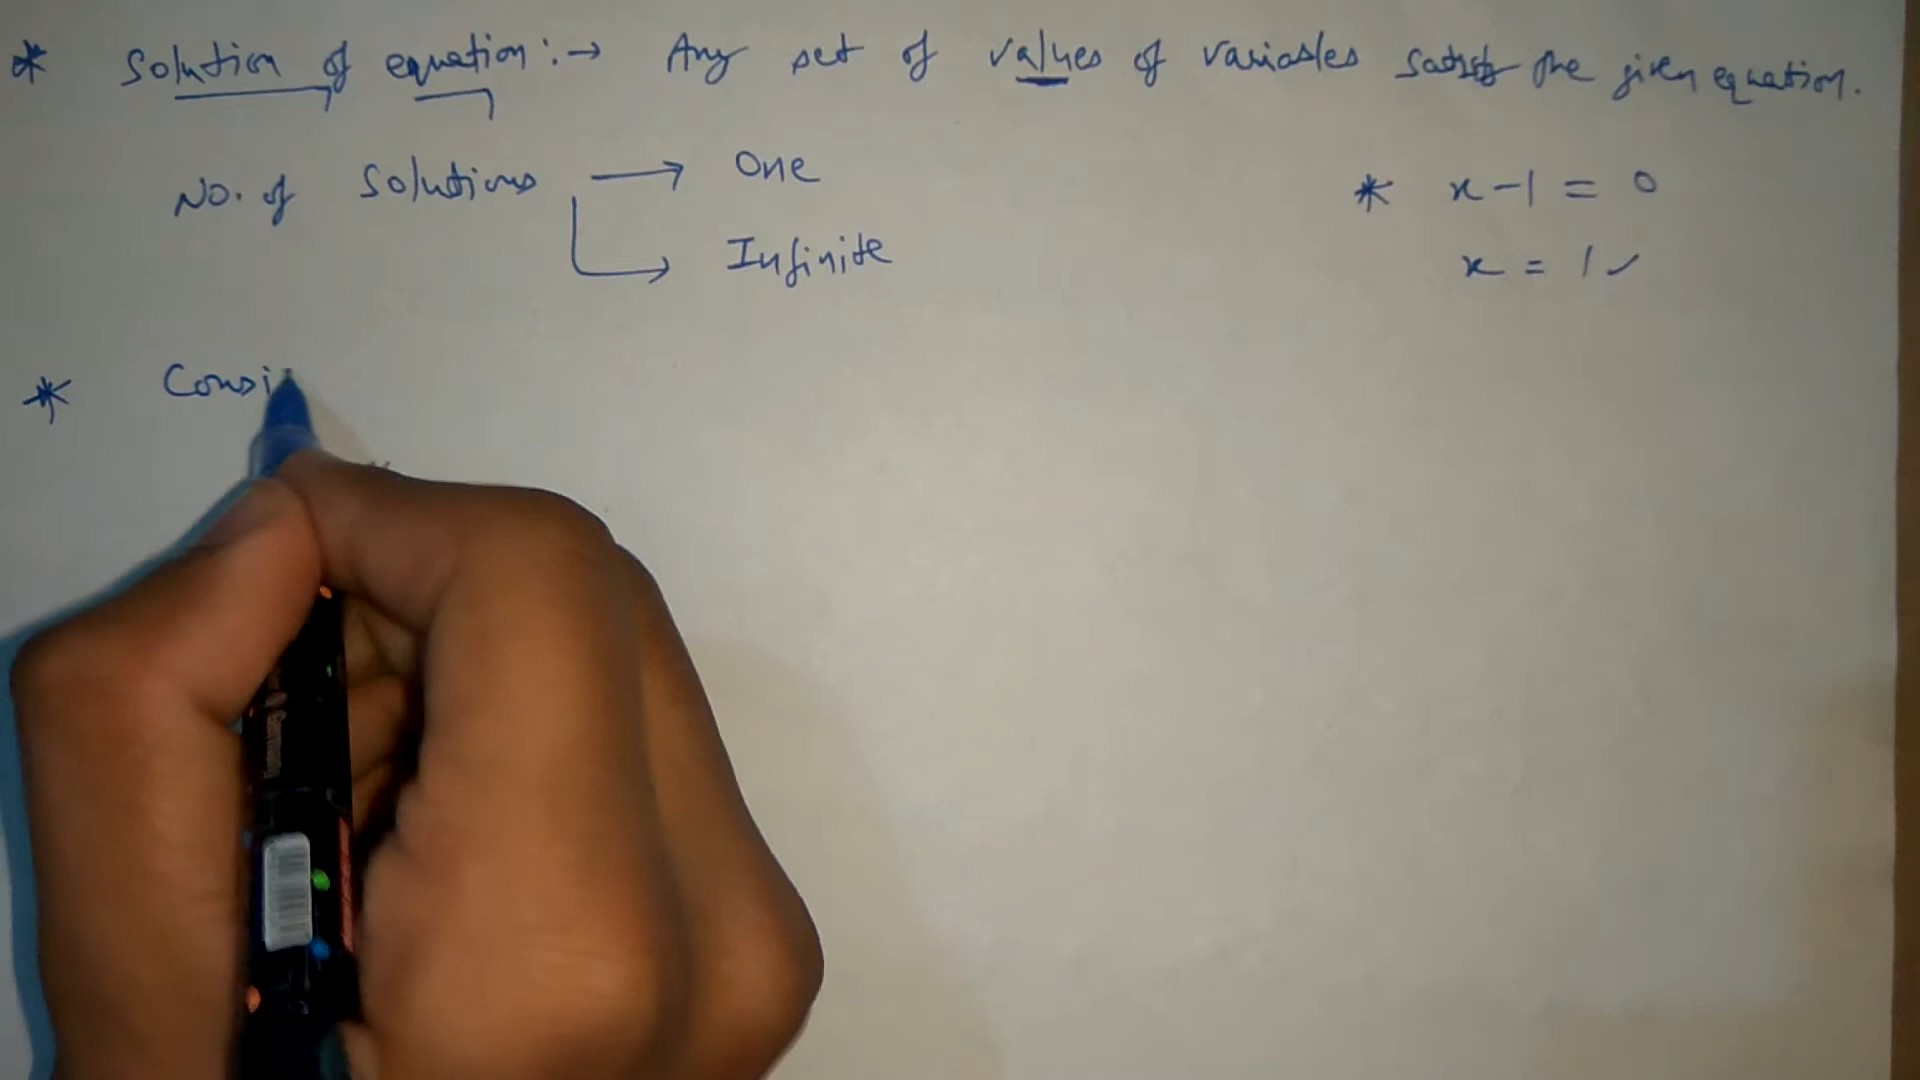 * Solution of equation :→ Any set of values of variables satisfy the given equation.
No. of Solutions → One
→ Infinite
* x - 1 = 0
x = 1 ✓
* Consi